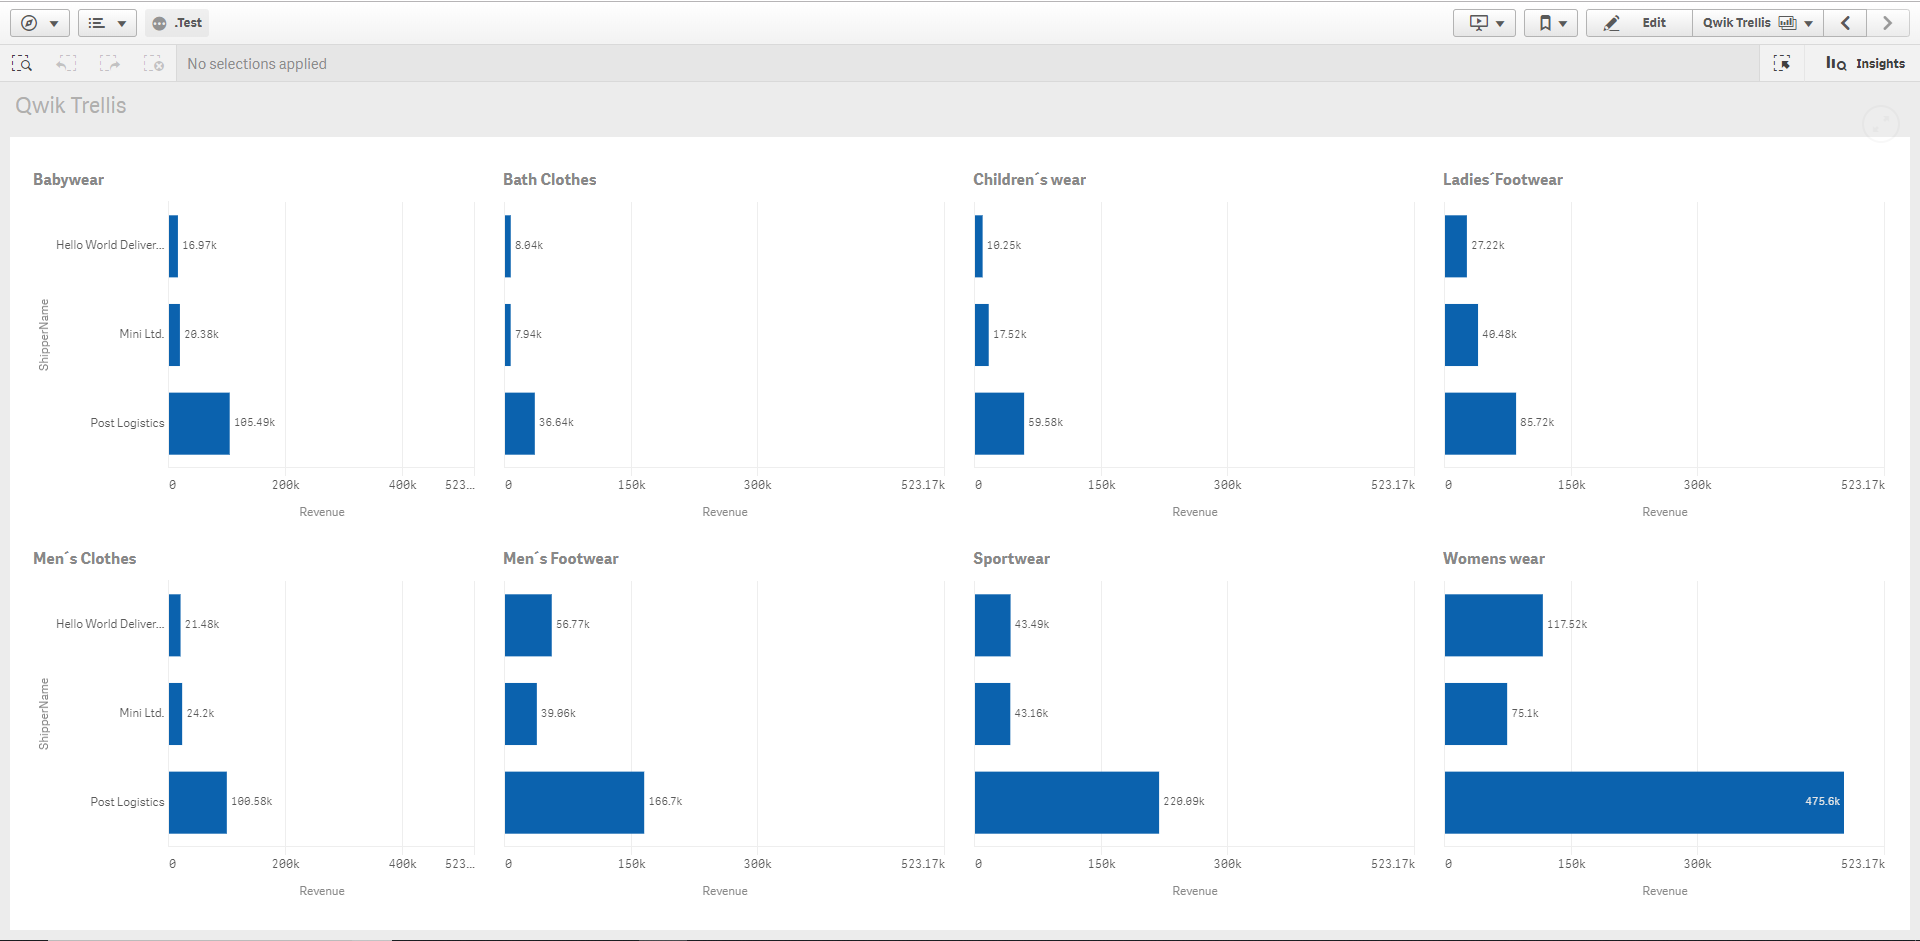 .Test
Edit
Qwik Trellis
No selections applied
Insights
Qwik Trellis
Babywear
ShipperName
Hello World Deliver...
16.97k
Mini Ltd.
20.38k
Post Logistics
105.49k
0 200k 400k 523...
Revenue
Bath Clothes
8.04k
7.94k
36.64k
0 150k 300k 523.17k
Revenue
Children´s wear
10.25k
17.52k
59.58k
0 150k 300k 523.17k
Revenue
Ladies´Footwear
27.22k
40.48k
85.72k
0 150k 300k 523.17k
Revenue
Men´s Clothes
ShipperName
Hello World Deliver...
21.48k
Mini Ltd.
24.2k
Post Logistics
100.58k
0 200k 400k 523...
Revenue
Men´s Footwear
56.77k
39.06k
166.7k
0 150k 300k 523.17k
Revenue
Sportwear
43.49k
43.16k
220.09k
0 150k 300k 523.17k
Revenue
Womens wear
117.52k
75.1k
475.6k
0 150k 300k 523.17k
Revenue